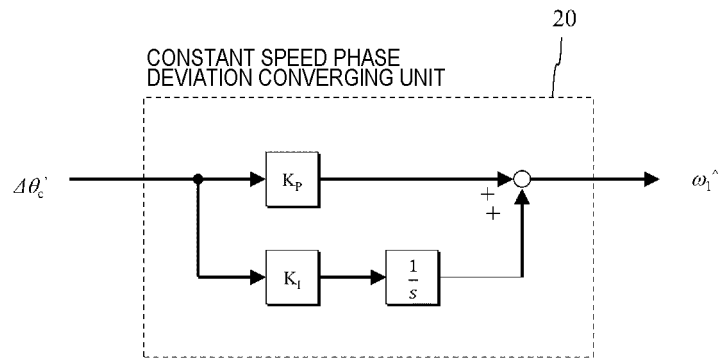 20
CONSTANT SPEED PHASE
DEVIATION CONVERGING UNIT
Δθc'
KP
+
+
ω1^
KI
1
s